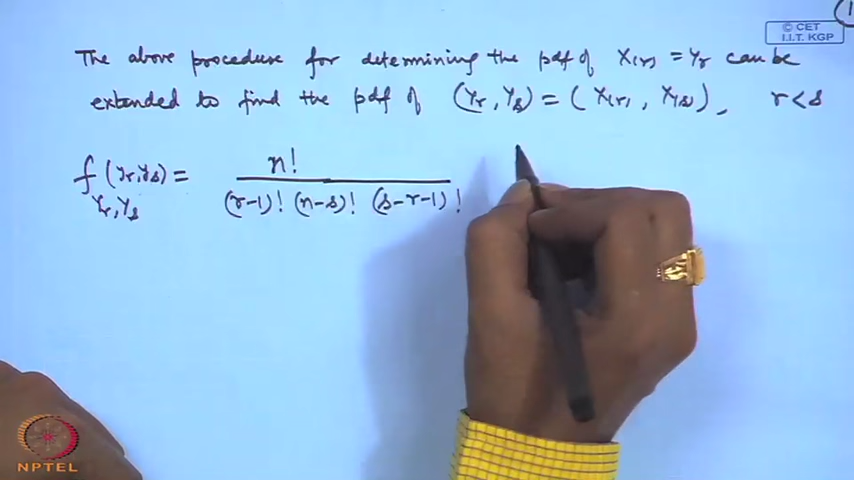 1
© CET
I.I.T. KGP
The above procedure for determining the pdf of X(r) = Yr can be
extended to find the pdf of (Yr, Ys) = (X(r), X(s)), r<s
f (yr, ys) = n!
Yr, Ys (r-1)! (n-s)! (s-r-1)!
NPTEL